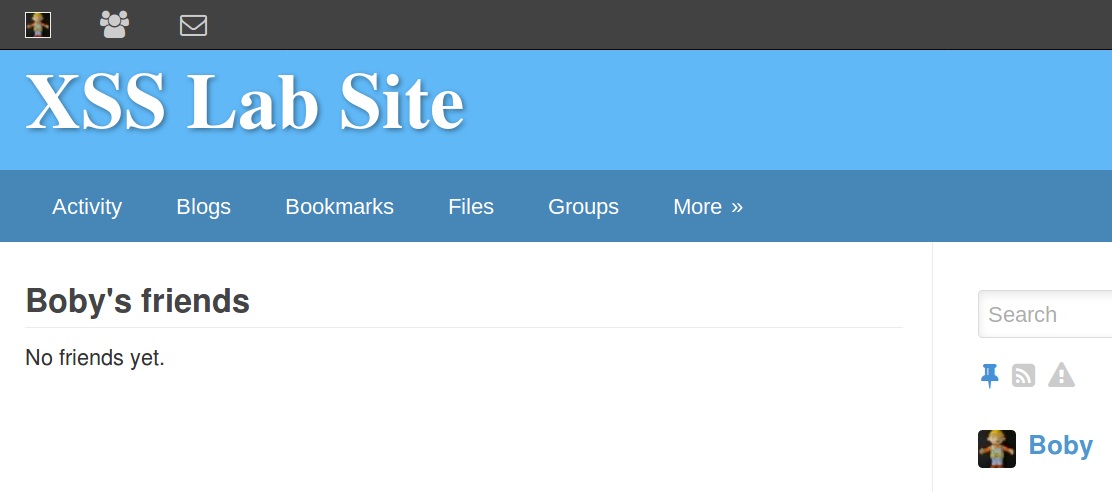 XSS Lab Site
Activity Blogs Bookmarks Files Groups More »
Boby's friends
No friends yet.
Search
Boby